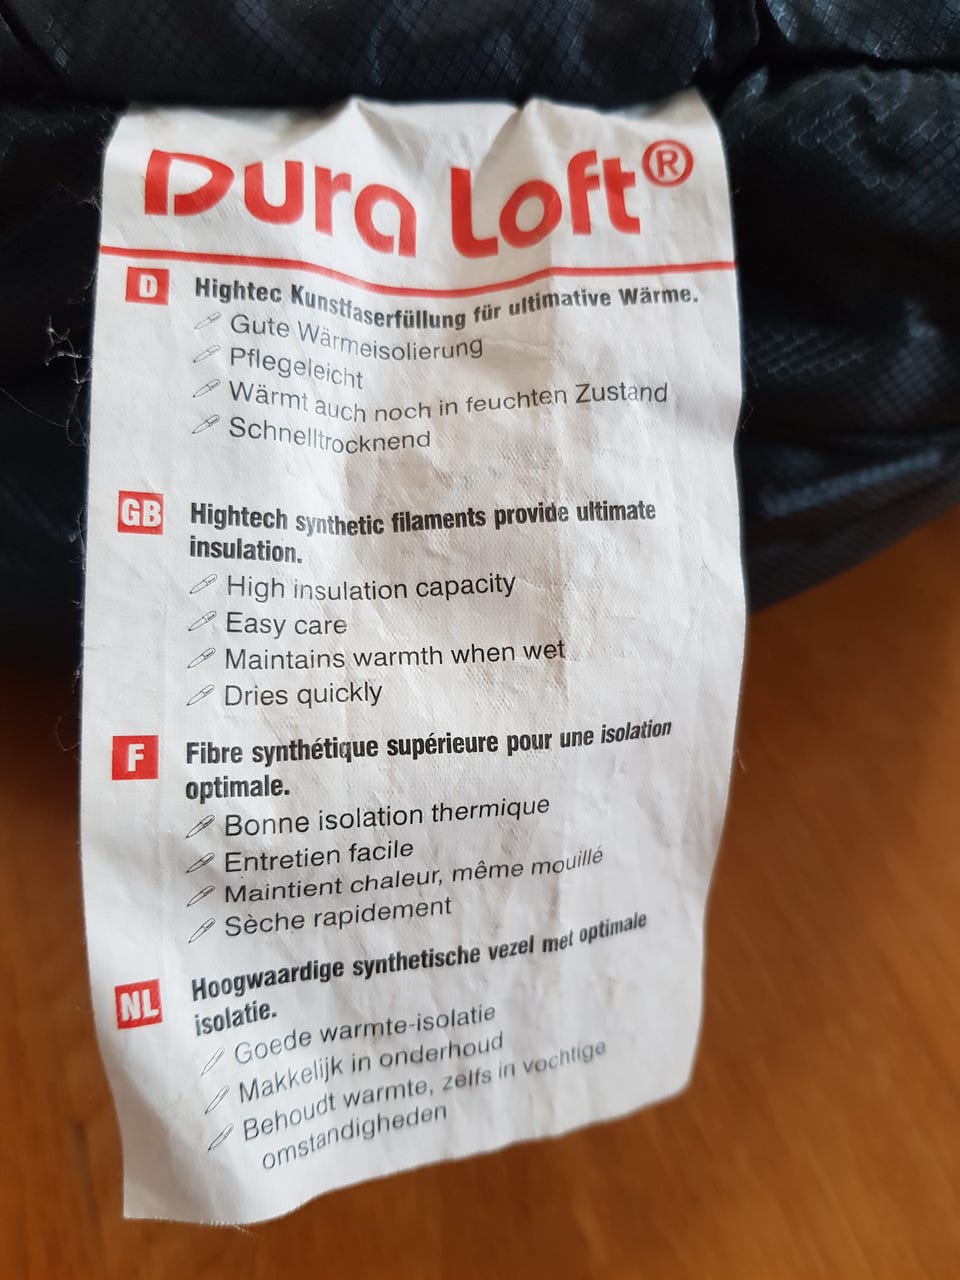 Dura Loft®
D Hightec Kunstfaserfüllung für ultimative Wärme.
Gute Wärmeisolierung
Pflegeleicht
Wärmt auch noch in feuchten Zustand
Schnelltrocknend
GB Hightech synthetic filaments provide ultimate
insulation.
High insulation capacity
Easy care
Maintains warmth when wet
Dries quickly
F Fibre synthétique supérieure pour une isolation
optimale.
Bonne isolation thermique
Entretien facile
Maintient chaleur, même mouillé
Sèche rapidement
NL Hoogwaardige synthetische vezel met optimale
isolatie.
Goede warmte-isolatie
Makkelijk in onderhoud
Behoudt warmte, zelfs in vochtige
omstandigheden